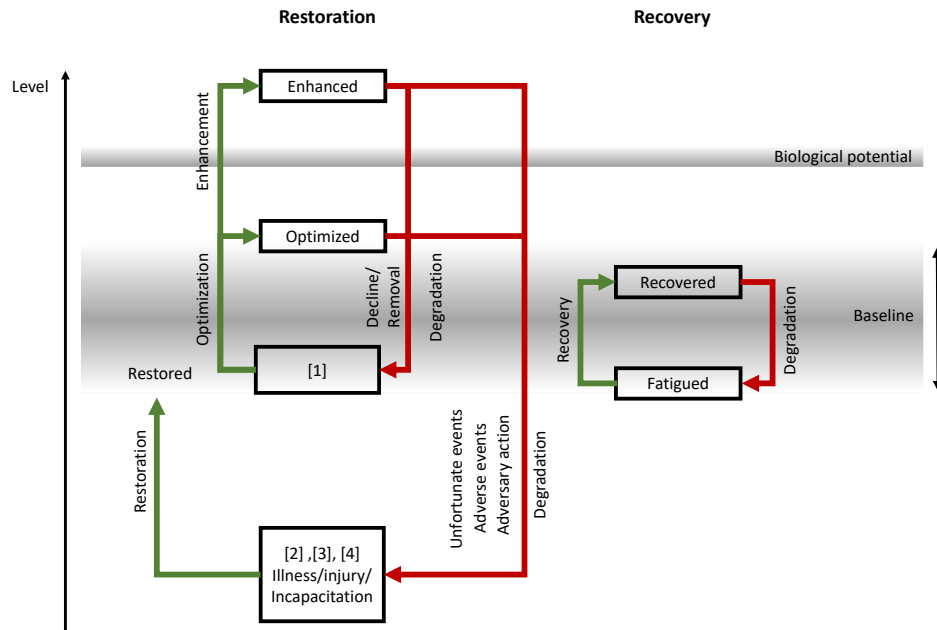 Restoration
Recovery
Level
Enhanced
Enhancement
Biological potential
Optimized
Optimization
Decline/
Removal
Degradation
Recovered
Recovery
Degradation
Baseline
Fatigued
[1]
Restored
Restoration
Unfortunate events
Adverse events
Adversary action
Degradation
[2] ,[3], [4]
Illness/injury/
Incapacitation